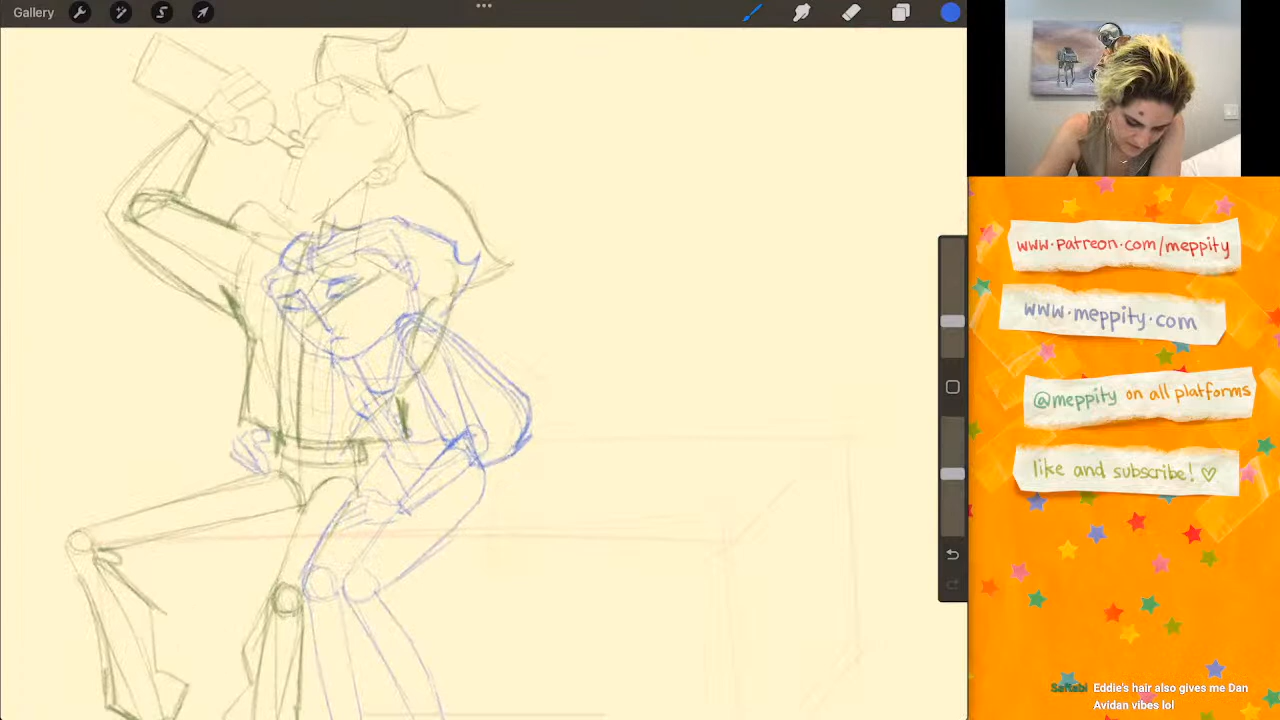 Gallery
www.patreon.com/meppity
www.meppity.com
@meppity on all platforms
like and subscribe! ♡
Saftabi Eddie's hair also gives me Dan
Avidan vibes lol